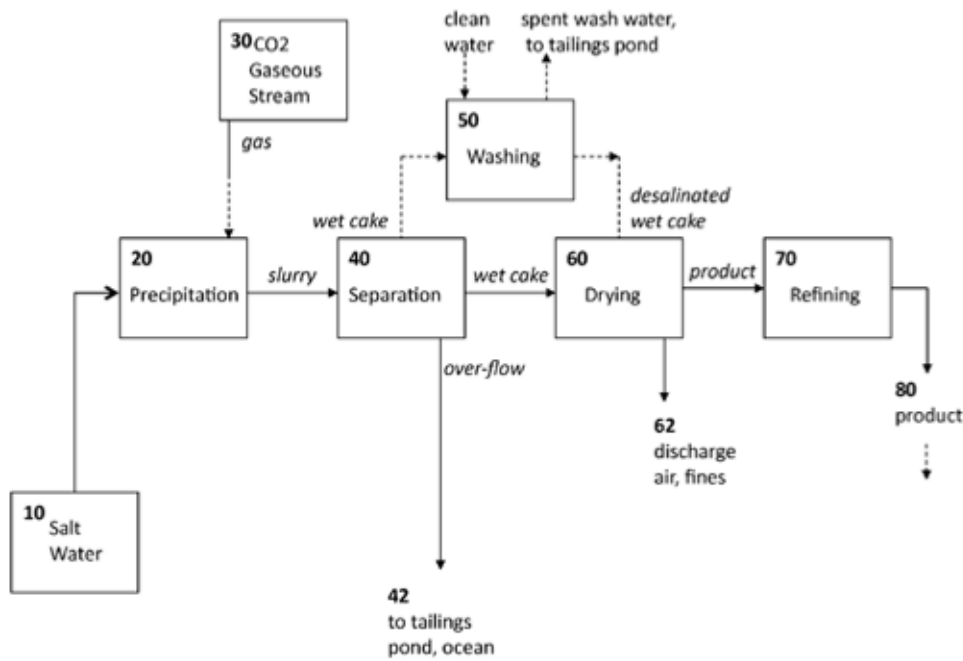 30 CO2
Gaseous
Stream
gas
clean
water
spent wash water,
to tailings pond
50
Washing
wet cake
desalinated
wet cake
20
Precipitation
slurry
40
Separation
wet cake
60
Drying
product
70
Refining
over-flow
80
product
62
discharge
air, fines
10 Salt
Water
42
to tailings
pond, ocean